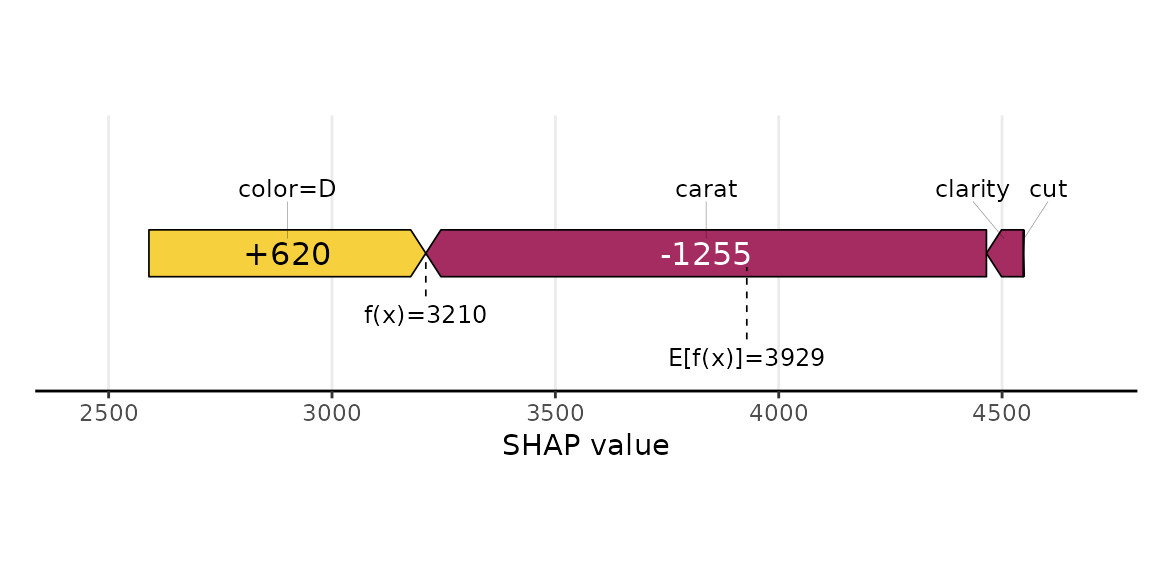 color=D carat clarity cut
+620 -1255
f(x)=3210
E[f(x)]=3929
2500 3000 3500 4000 4500
SHAP value